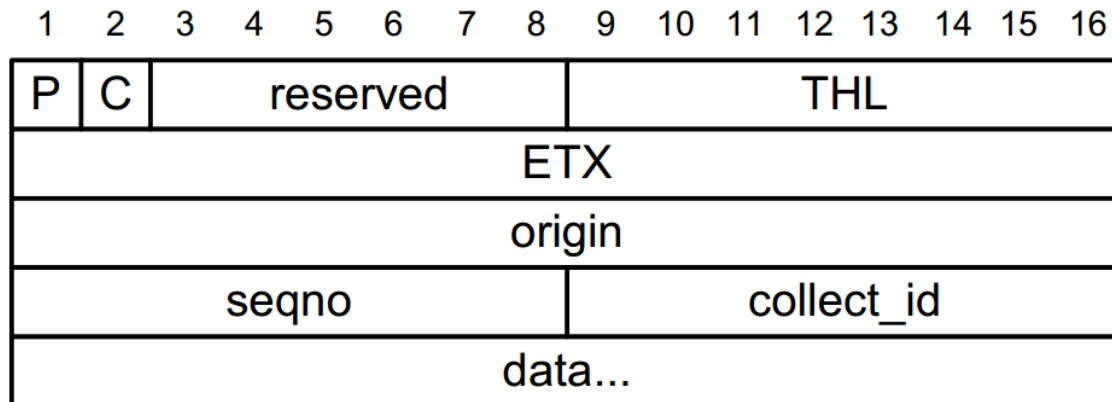 1 2 3 4 5 6 7 8 9 10 11 12 13 14 15 16
P C reserved THL
ETX
origin
seqno collect_id
data...